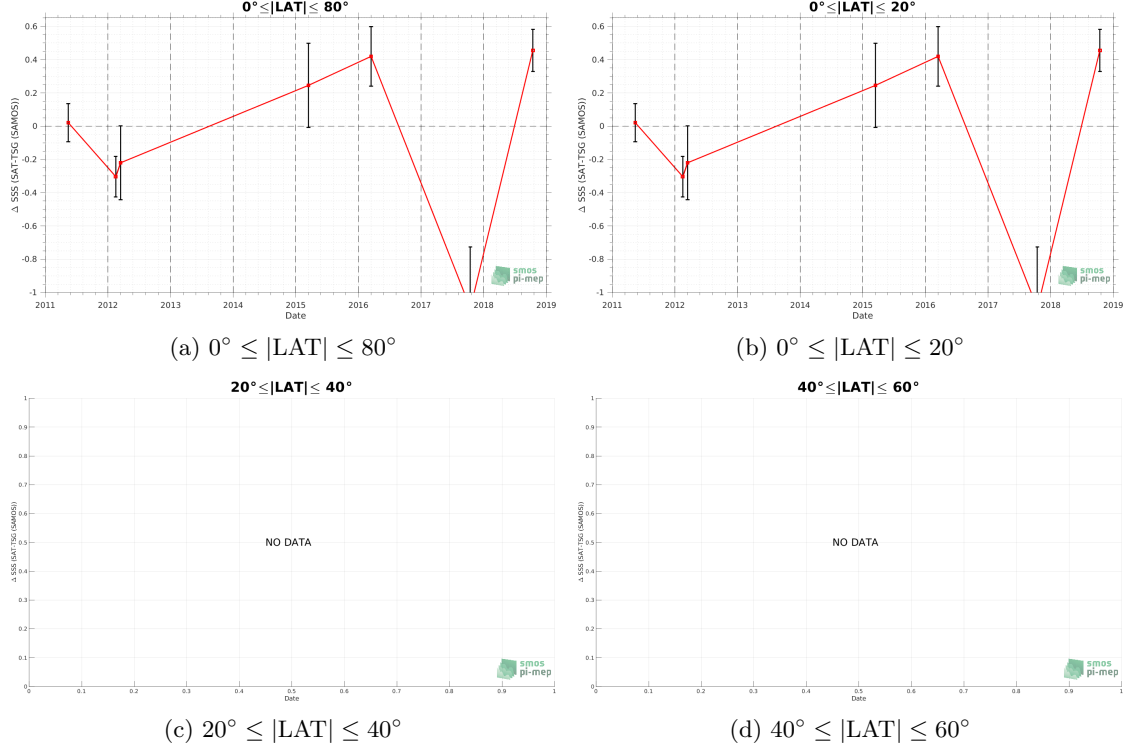 0°≤|LAT|≤ 80°
0.6
0.4
0.2
0
-0.2
-0.4
-0.6
-0.8
-1
Δ SSS (SAT-TSG (SAMOS))
2011 2012 2013 2014 2015 2016 2017 2018 2019
Date
smos
pi-mep
(a) 0° ≤ |LAT| ≤ 80°
0°≤|LAT|≤ 20°
0.6
0.4
0.2
0
-0.2
-0.4
-0.6
-0.8
-1
Δ SSS (SAT-TSG (SAMOS))
2011 2012 2013 2014 2015 2016 2017 2018 2019
Date
smos
pi-mep
(b) 0° ≤ |LAT| ≤ 20°
20°≤|LAT|≤ 40°
1
0.9
0.8
0.7
0.6
0.5
0.4
0.3
0.2
0.1
0
Δ SSS (SAT-TSG (SAMOS))
NO DATA
0 0.1 0.2 0.3 0.4 0.5 0.6 0.7 0.8 0.9 1
Date
smos
pi-mep
(c) 20° ≤ |LAT| ≤ 40°
40°≤|LAT|≤ 60°
1
0.9
0.8
0.7
0.6
0.5
0.4
0.3
0.2
0.1
0
Δ SSS (SAT-TSG (SAMOS))
NO DATA
0 0.1 0.2 0.3 0.4 0.5 0.6 0.7 0.8 0.9 1
Date
smos
pi-mep
(d) 40° ≤ |LAT| ≤ 60°